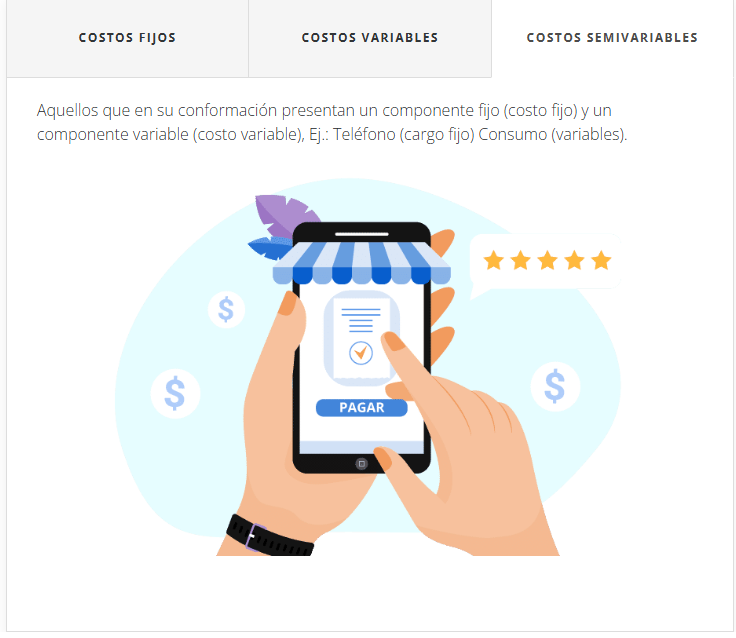 COSTOS FIJOS
COSTOS VARIABLES
COSTOS SEMIVARIABLES
Aquellos que en su conformación presentan un componente fijo (costo fijo) y un
componente variable (costo variable), Ej.: Teléfono (cargo fijo) Consumo (variables).
$
$
$
PAGAR